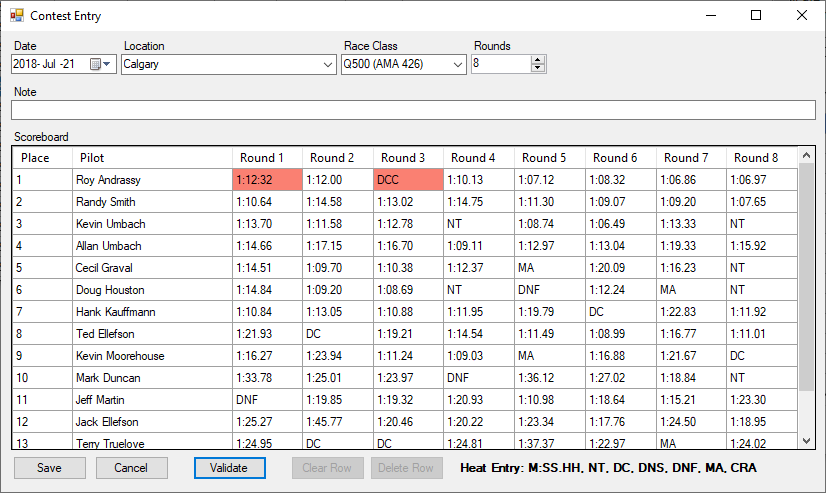 Contest Entry
Date Location Race Class Rounds
2018- Jul -21 Calgary Q500 (AMA 426) 8
Note
Scoreboard
Place Pilot Round 1 Round 2 Round 3 Round 4 Round 5 Round 6 Round 7 Round 8
1 Roy Andrassy 1:12:32 1:12.00 DCC 1:10.13 1:07.12 1:08.32 1:06.86 1:06.97
2 Randy Smith 1:10.64 1:14.58 1:13.02 1:14.75 1:11.30 1:09.07 1:09.20 1:07.65
3 Kevin Umbach 1:13.70 1:11.58 1:12.78 NT 1:08.74 1:06.49 1:13.33 NT
4 Allan Umbach 1:14.66 1:17.15 1:16.70 1:09.11 1:12.97 1:13.04 1:19.33 1:15.92
5 Cecil Graval 1:14.51 1:09.70 1:10.38 1:12.37 MA 1:20.09 1:16.23 NT
6 Doug Houston 1:14.84 1:09.20 1:08.69 NT DNF 1:12.24 MA NT
7 Hank Kauffmann 1:10.84 1:13.05 1:10.88 1:11.95 1:19.79 DC 1:22.83 1:11.92
8 Ted Ellefson 1:21.93 DC 1:19.21 1:14.54 1:11.49 1:08.99 1:16.77 1:11.01
9 Kevin Moorehouse 1:16.27 1:23.94 1:11.24 1:09.03 MA 1:16.88 1:21.67 DC
10 Mark Duncan 1:33.78 1:25.01 1:23.97 DNF 1:36.12 1:27.02 1:18.84 NT
11 Jeff Martin DNF 1:19.85 1:19.32 1:20.93 1:10.98 1:18.64 1:15.21 1:23.30
12 Jack Ellefson 1:25.27 1:45.77 1:20.46 1:20.22 1:23.34 1:17.76 1:24.50 1:18.95
13 Terry Truelove 1:24.95 DC DC 1:24.81 1:37.37 1:22.97 MA 1:24.02
Save Cancel Validate Clear Row Delete Row Heat Entry: M:SS.HH, NT, DC, DNS, DNF, MA, CRA